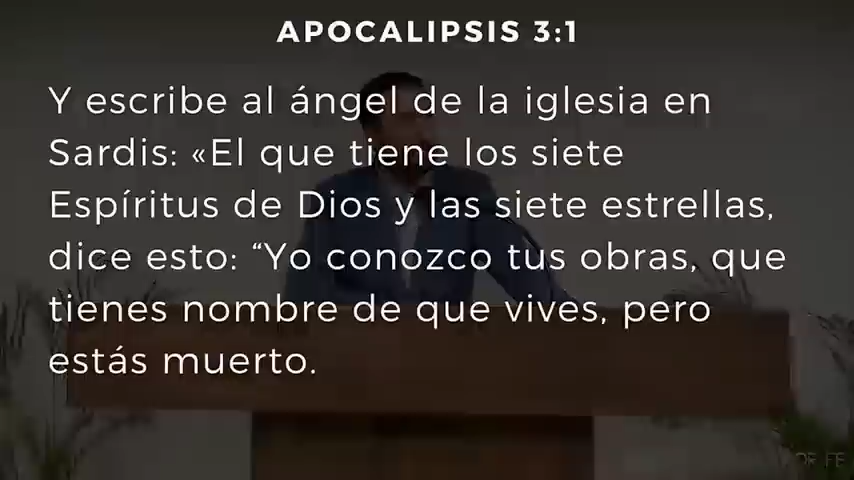 APOCALIPSIS 3:1
Y escribe al ángel de la iglesia en
Sardis: «El que tiene los siete
Espíritus de Dios y las siete estrellas,
dice esto: “Yo conozco tus obras, que
tienes nombre de que vives, pero
estás muerto.